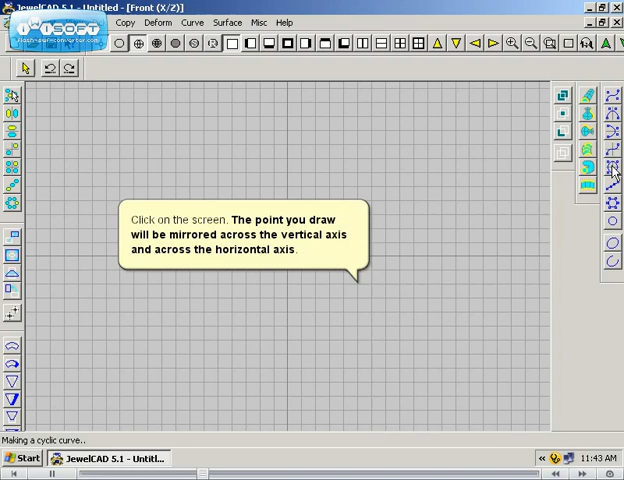 JewelCAD 5.1 - Untitled - [Front (X/Z)]
Copy Deform Curve Surface Misc Help
iWiSOFT
Click on the screen. The point you draw
will be mirrored across the vertical axis
and across the horizontal axis.
Making a cyclic curve..
Start JewelCAD 5.1 - Untitl... 11:43 AM